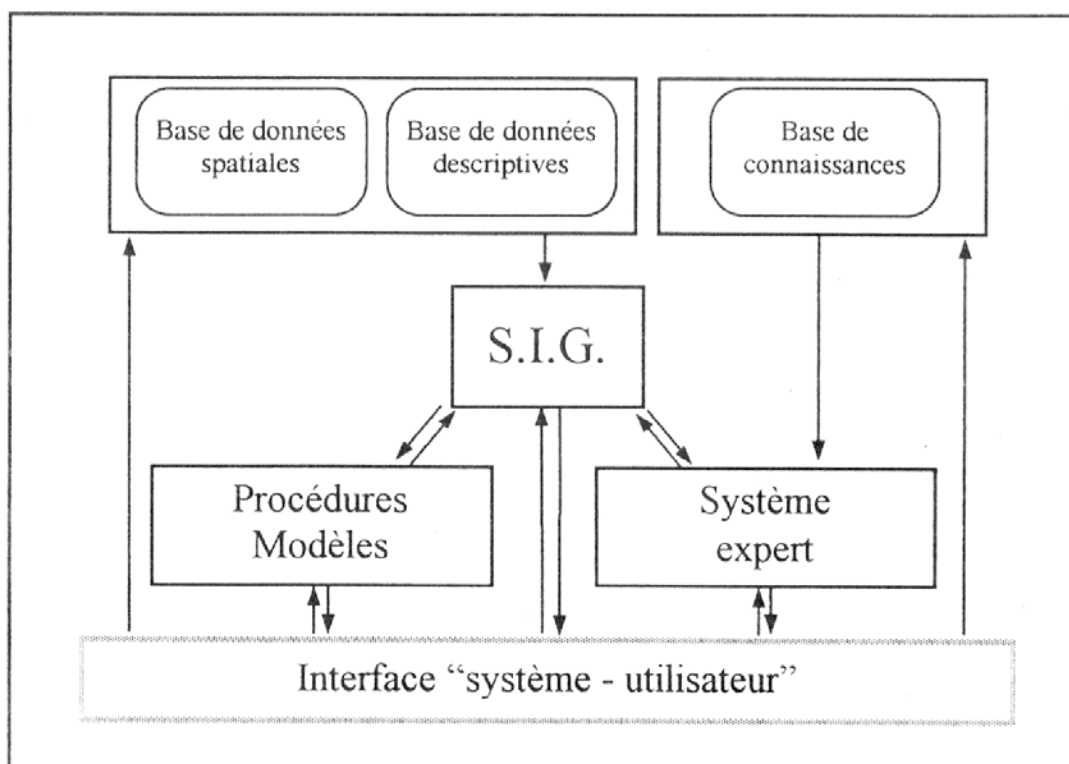 Base de données
spatiales
Base de données
descriptives
Base de
connaissances
S.I.G.
Procédures
Modèles
Système
expert
Interface “système - utilisateur”